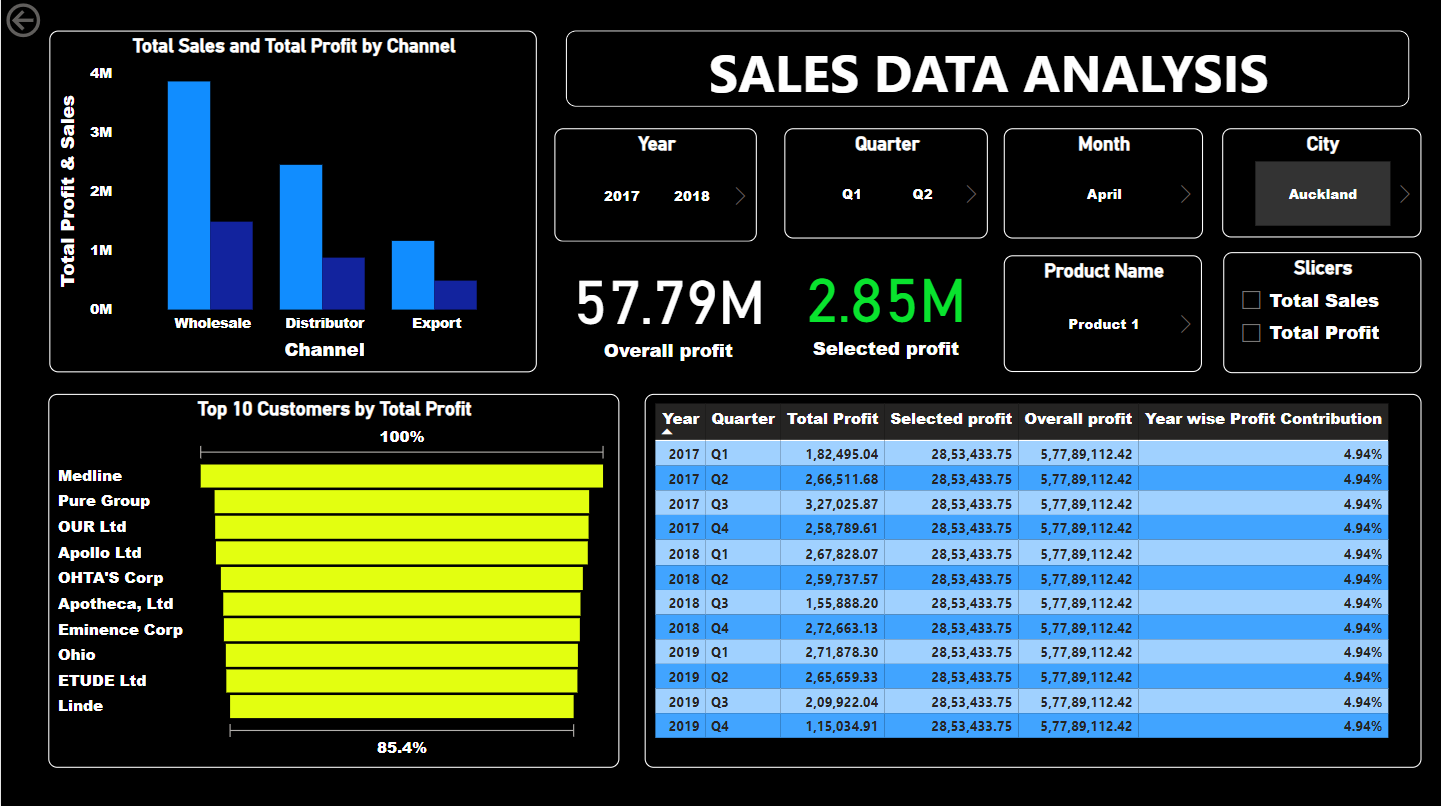 Total Sales and Total Profit by Channel
Total Profit & Sales
4M
3M
2M
1M
0M
Wholesale Distributor Export
Channel
SALES DATA ANALYSIS
Year
2017 2018
Quarter
Q1 Q2
Month
April
City
Auckland
57.79M
Overall profit
2.85M
Selected profit
Product Name
Product 1
Slicers
Total Sales
Total Profit
Top 10 Customers by Total Profit
100%
Medline
Pure Group
OUR Ltd
Apollo Ltd
OHTA'S Corp
Apotheca, Ltd
Eminence Corp
Ohio
ETUDE Ltd
Linde
85.4%
Year Quarter Total Profit Selected profit Overall profit Year wise Profit Contribution
2017 Q1 1,82,495.04 28,53,433.75 5,77,89,112.42 4.94%
2017 Q2 2,66,511.68 28,53,433.75 5,77,89,112.42 4.94%
2017 Q3 3,27,025.87 28,53,433.75 5,77,89,112.42 4.94%
2017 Q4 2,58,789.61 28,53,433.75 5,77,89,112.42 4.94%
2018 Q1 2,67,828.07 28,53,433.75 5,77,89,112.42 4.94%
2018 Q2 2,59,737.57 28,53,433.75 5,77,89,112.42 4.94%
2018 Q3 1,55,888.20 28,53,433.75 5,77,89,112.42 4.94%
2018 Q4 2,72,663.13 28,53,433.75 5,77,89,112.42 4.94%
2019 Q1 2,71,878.30 28,53,433.75 5,77,89,112.42 4.94%
2019 Q2 2,65,659.33 28,53,433.75 5,77,89,112.42 4.94%
2019 Q3 2,09,922.04 28,53,433.75 5,77,89,112.42 4.94%
2019 Q4 1,15,034.91 28,53,433.75 5,77,89,112.42 4.94%